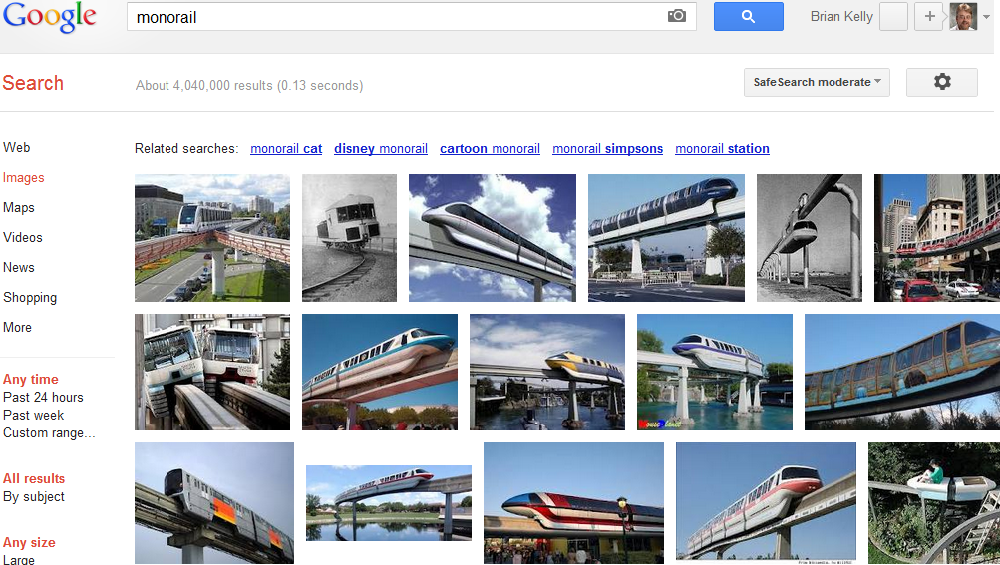 Google monorail Brian Kelly +
Search About 4,040,000 results (0.13 seconds) SafeSearch moderate
Related searches: monorail cat disney monorail cartoon monorail monorail simpsons monorail station
Web
Images
Maps
Videos
News
Shopping
More
Any time
Past 24 hours
Past week
Custom range...
All results
By subject
Any size
Large